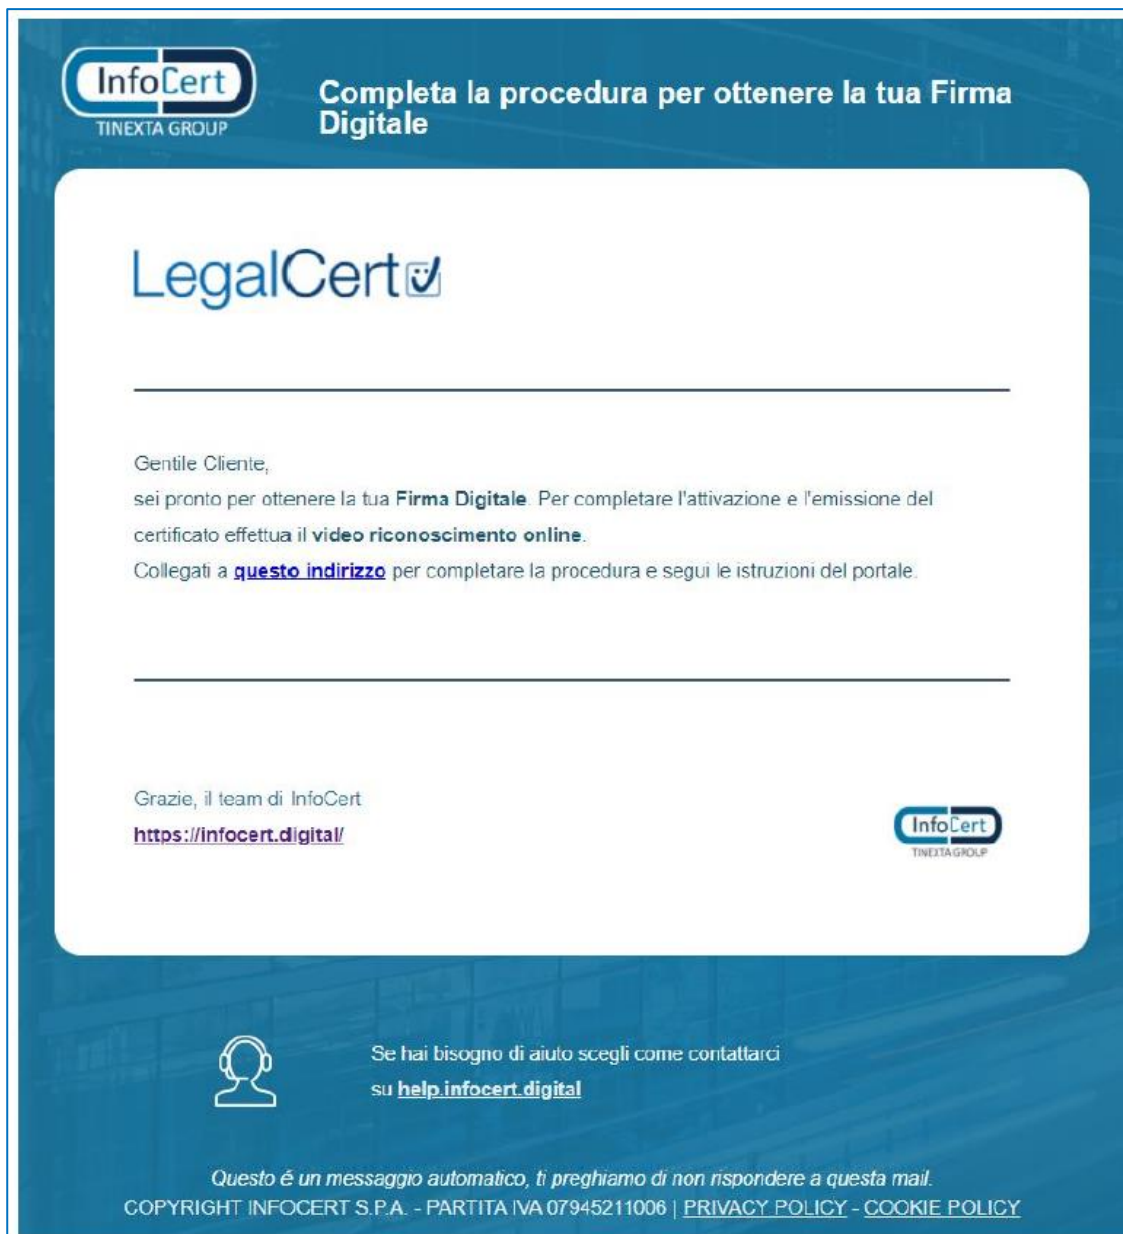 InfoCert
TINEXTA GROUP
Completa la procedura per ottenere la tua Firma
Digitale
LegalCert
Gentile Cliente,
sei pronto per ottenere la tua Firma Digitale. Per completare l'attivazione e l'emissione del
certificato effettua il video riconoscimento online.
Collegati a questo indirizzo per completare la procedura e segui le istruzioni del portale.
Grazie, il team di InfoCert
https://infocert.digital/
InfoCert
TINEXTA GROUP
Se hai bisogno di aiuto scegli come contattarci
su help.infocert.digital
Questo é un messaggio automatico, ti preghiamo di non rispondere a questa mail.
COPYRIGHT INFOCERT S.P.A. - PARTITA IVA 07945211006 | PRIVACY POLICY - COOKIE POLICY